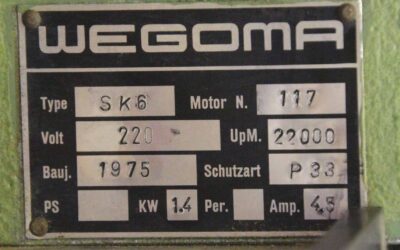 WEGOMA
Type SK6 Motor N. 117
Volt 220 UpM. 22000
Bauj. 1975 Schutzart P 33
PS KW 1.4 Per. Amp. 4.5